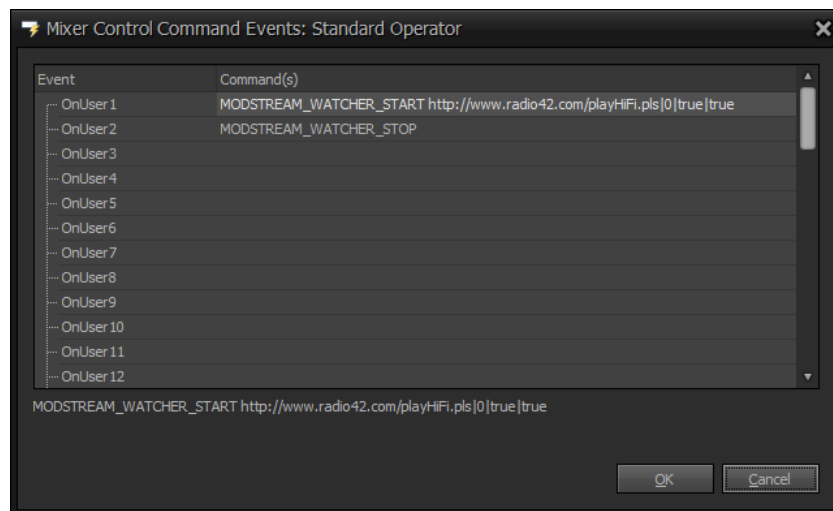 Mixer Control Command Events: Standard Operator
Event Command(s)
OnUser1 MODSTREAM_WATCHER_START http://www.radio42.com/playHiFi.pls|0|true|true
OnUser2 MODSTREAM_WATCHER_STOP
OnUser3
OnUser4
OnUser5
OnUser6
OnUser7
OnUser8
OnUser9
OnUser10
OnUser11
OnUser12
MODSTREAM_WATCHER_START http://www.radio42.com/playHiFi.pls|0|true|true
OK Cancel